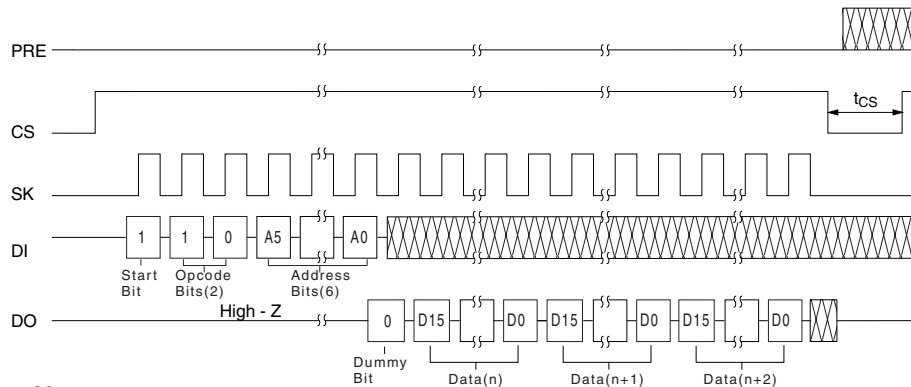 PRE
tCS
CS
SK
1 1 0 A5 A0
DI
Start Bit
Opcode Bits(2)
Address Bits(6)
High - Z
DO
0 D15 D0 D15 D0 D15 D0
Dummy Bit
Data(n)
Data(n+1)
Data(n+2)